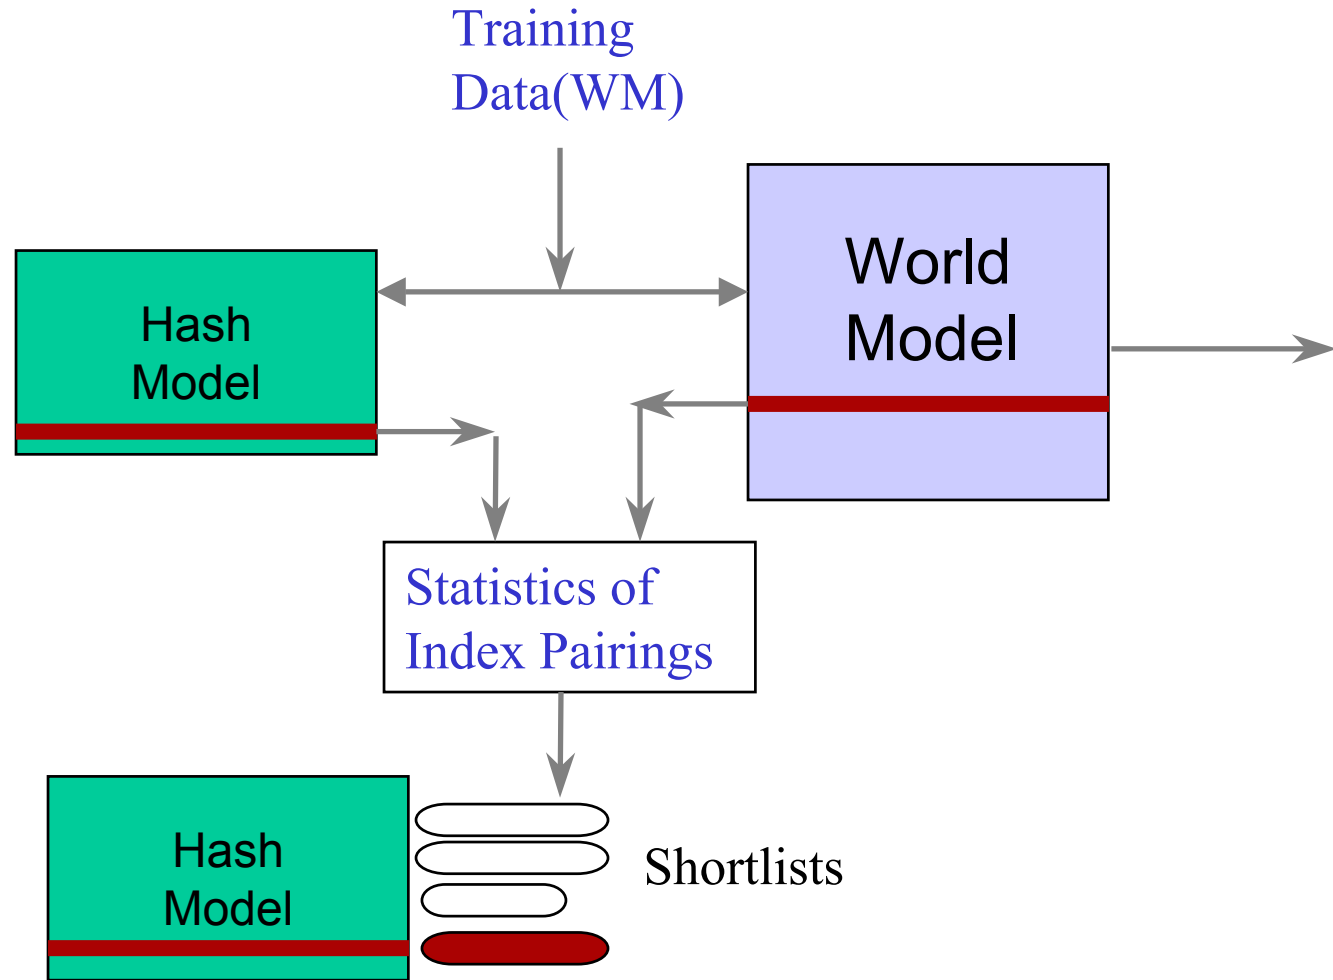 Training
Data(WM)
World
Model
Hash
Model
Statistics of
Index Pairings
Hash
Model
Shortlists